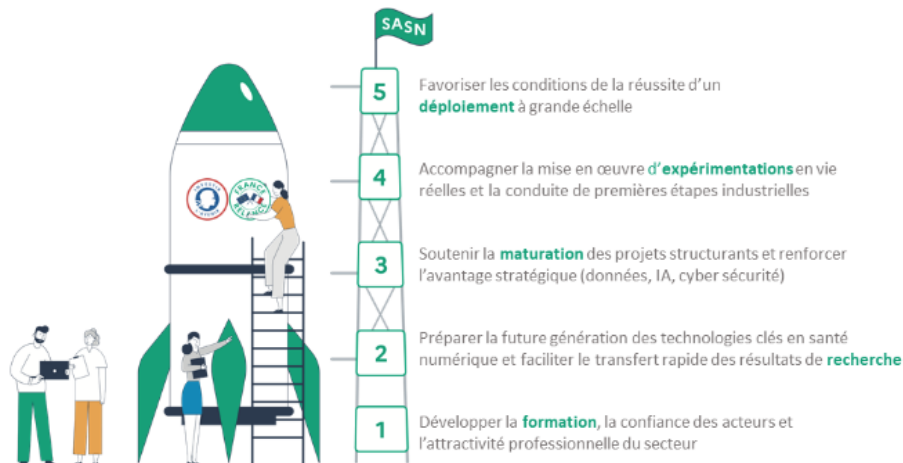 SASN
5
Favoriser les conditions de la réussite d'un
déploiement à grande échelle
4
Accompagner la mise en œuvre d'expérimentations en vie
réelles et la conduite de premières étapes industrielles
FRANCE
RELANCE
3
Soutenir la maturation des projets structurants et renforcer
l'avantage stratégique (données, IA, cyber sécurité)
2
Préparer la future génération des technologies clés en santé
numérique et faciliter le transfert rapide des résultats de recherche
1
Développer la formation, la confiance des acteurs et
l'attractivité professionnelle du secteur